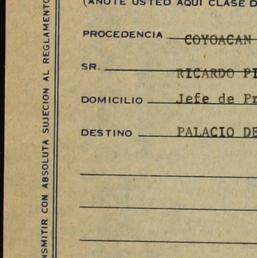 (ANOTE USTED AQUI CLASE D
PROCEDENCIA COYOACAN
SR. RICARDO
DOMICILIO Jefe de
DESTINO PALACIO DE
SMITIR CON ABSOLUTA SUJECION AL REGLAMENTO